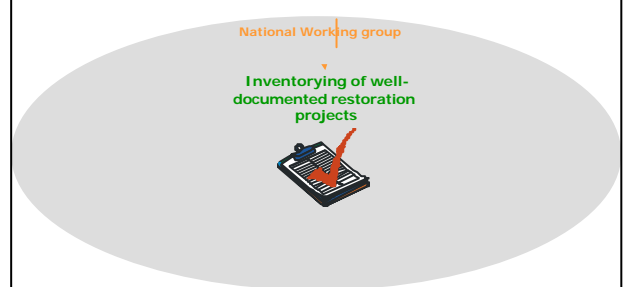 National Working group
Inventorying of well-
documented restoration
projects